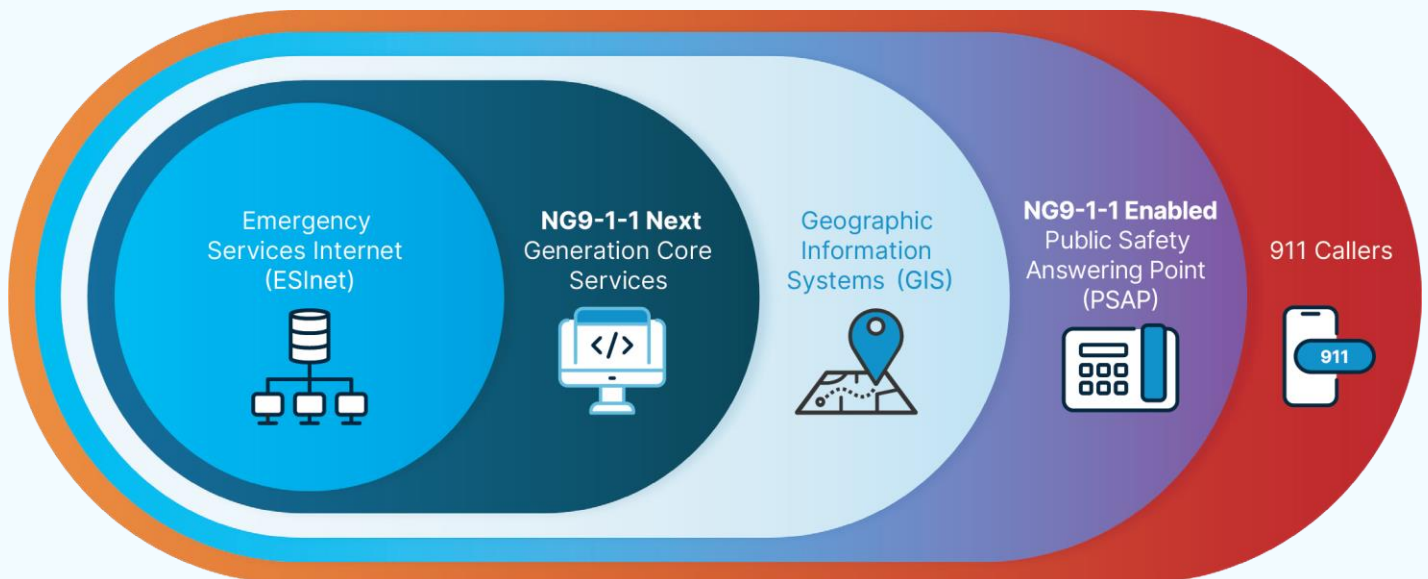 Emergency
Services Internet
(ESInet)
NG9-1-1 Next
Generation Core
Services
</>
Geographic
Information
Systems (GIS)
NG9-1-1 Enabled
Public Safety
Answering Point
(PSAP)
911 Callers
911